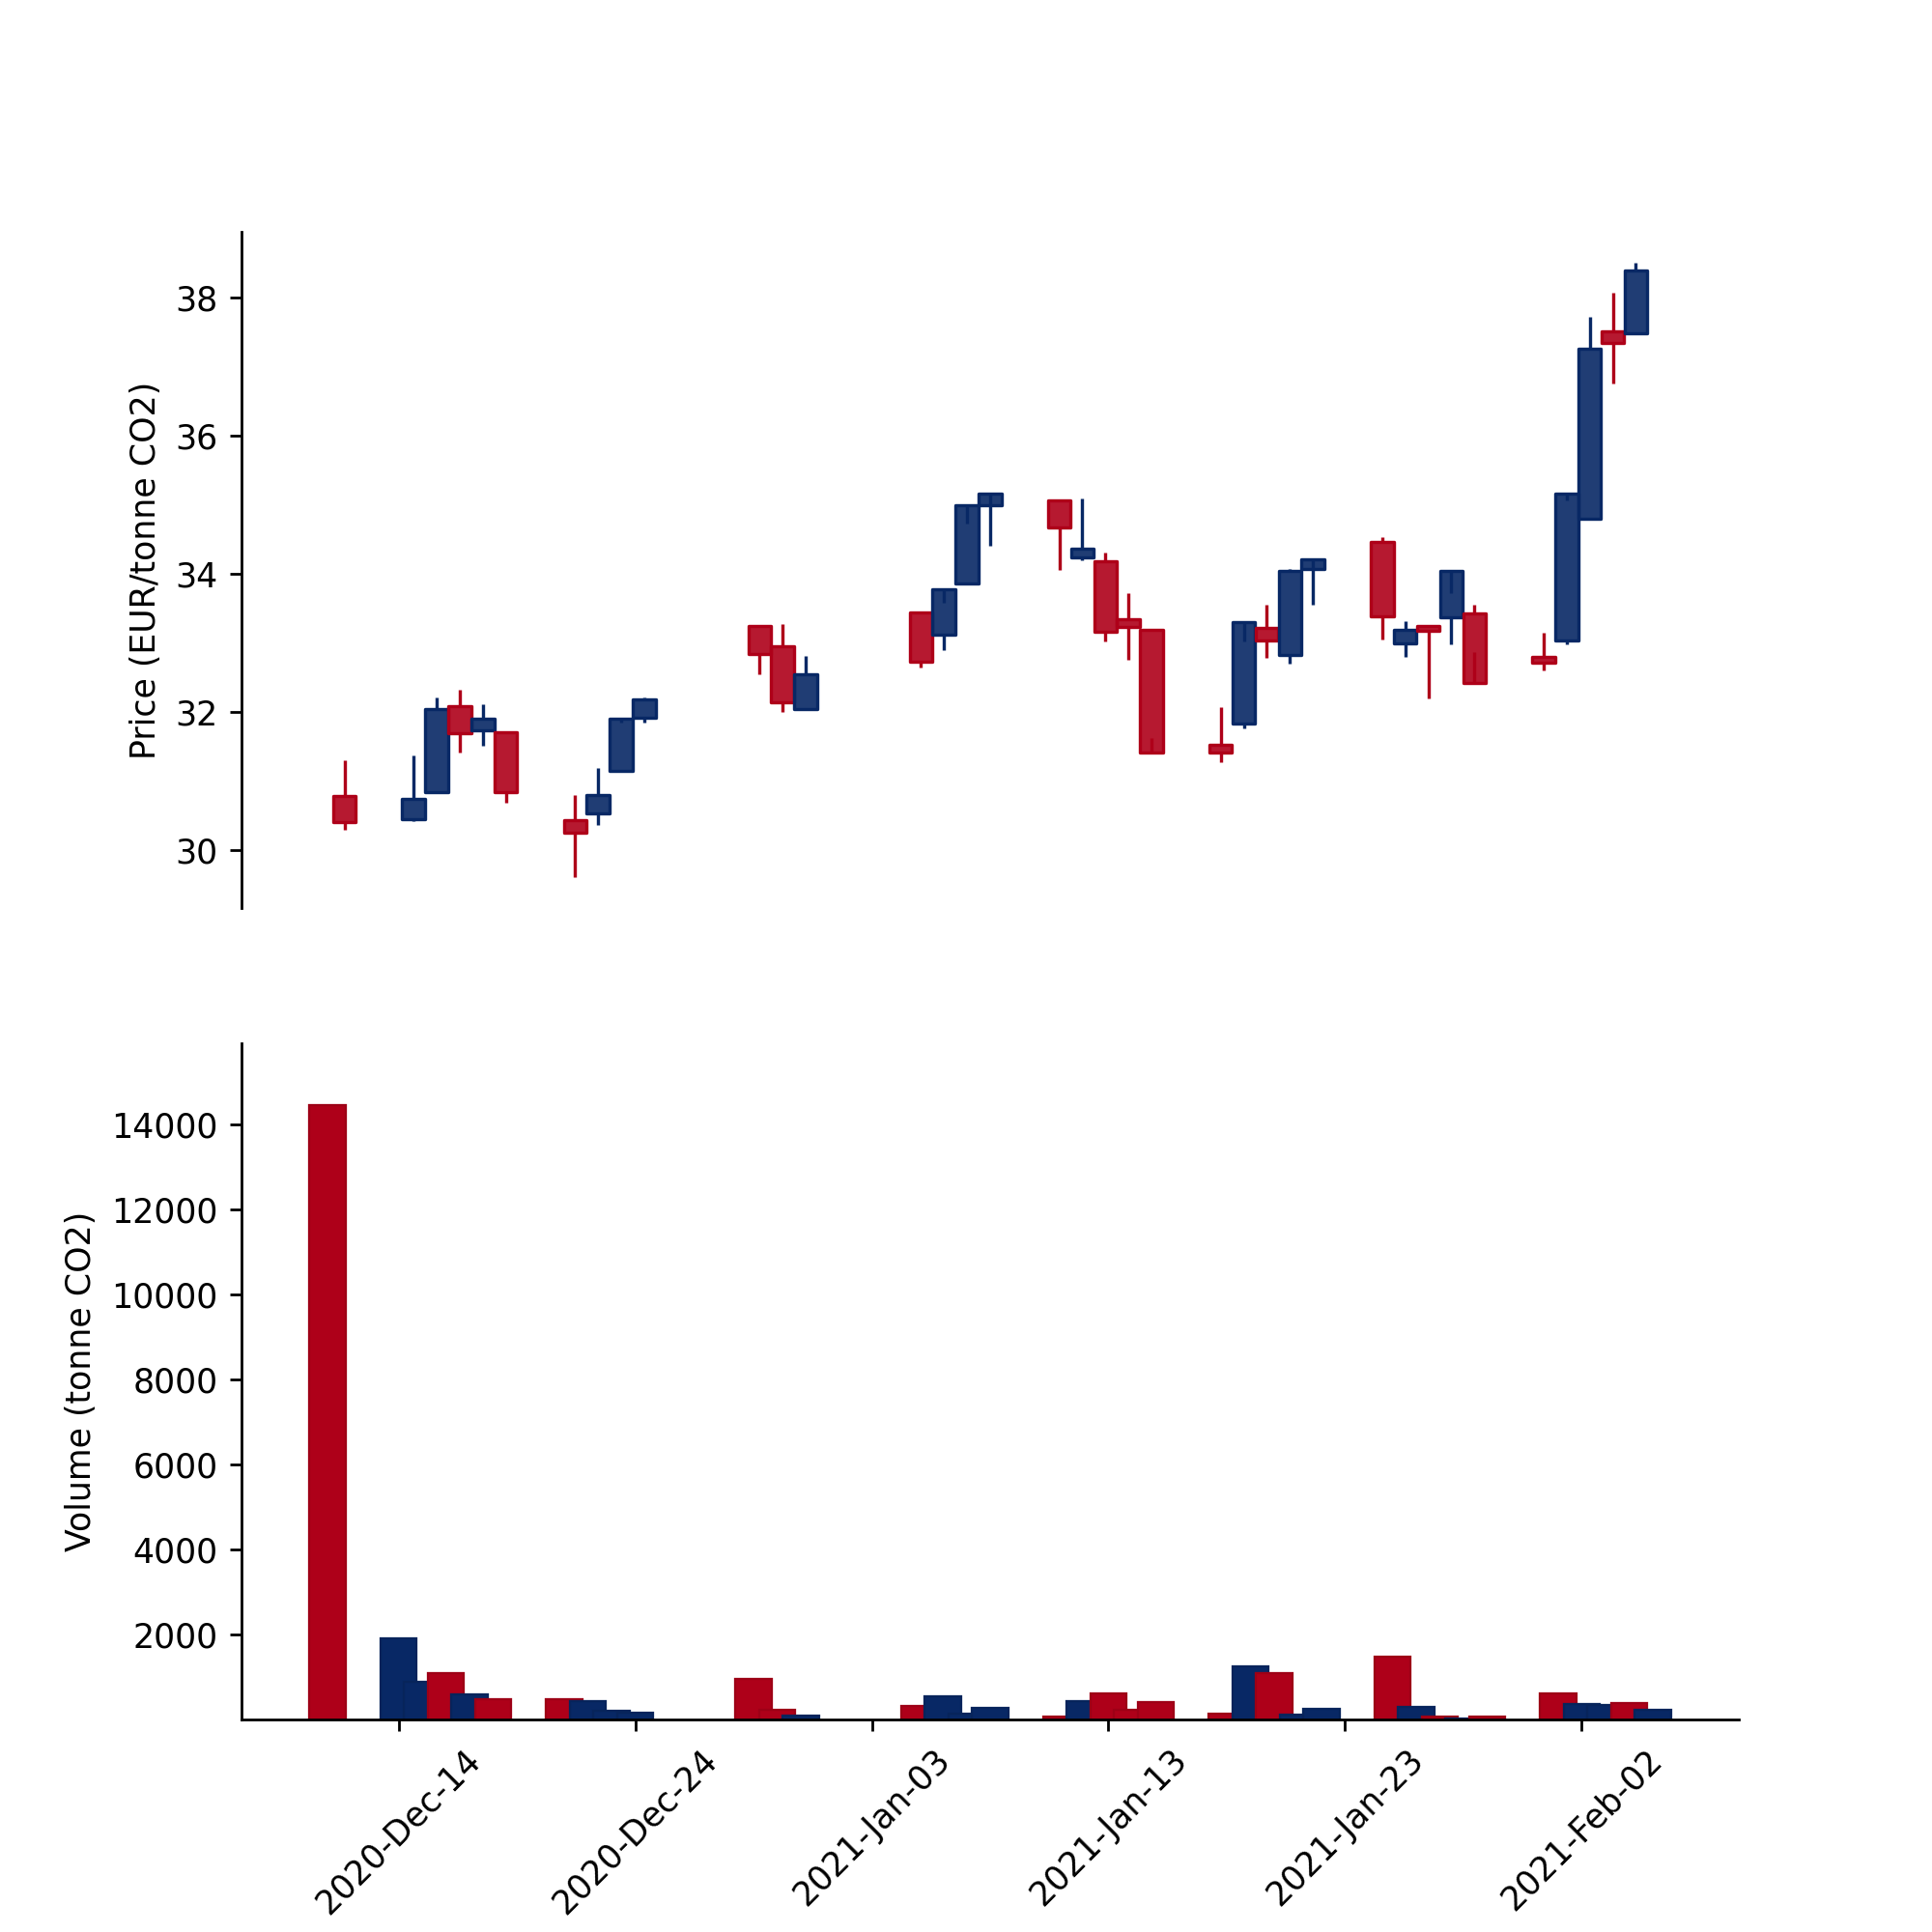 Price (EUR/tonne CO2)
38
36
34
32
30
Volume (tonne CO2)
14000
12000
10000
8000
6000
4000
2000
2020-Dec-14
2020-Dec-24
2021-Jan-03
2021-Jan-13
2021-Jan-23
2021-Feb-02